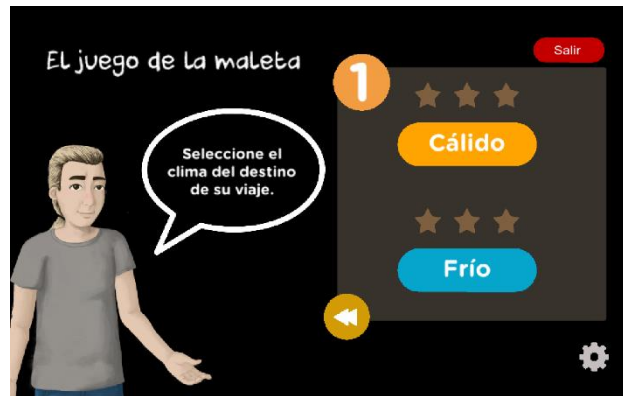 El juego de la maleta
Salir
1
Cálido
Seleccione el
clima del destino
de su viaje.
Frío